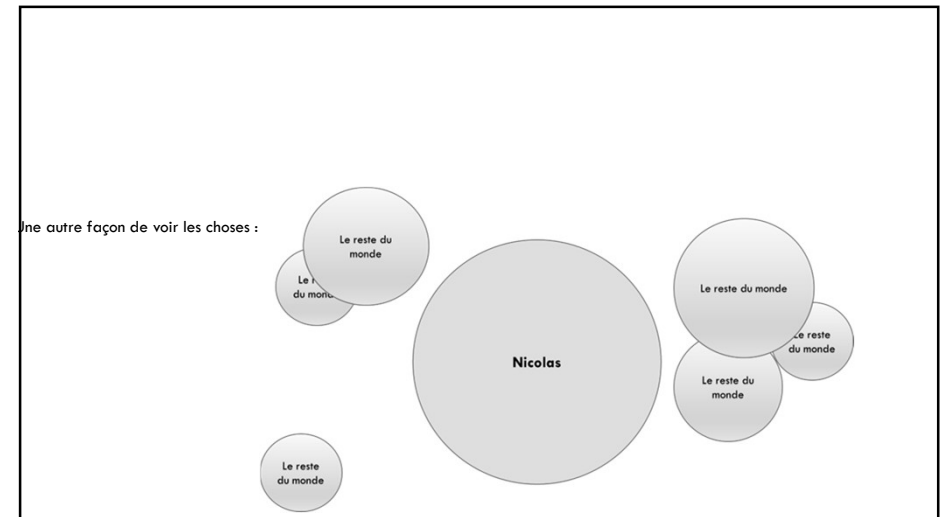 Une autre façon de voir les choses :
Le reste du
monde
Le
du monde
Nicolas
Le reste du monde
Le reste
du monde
Le reste du
monde
Le reste
du monde